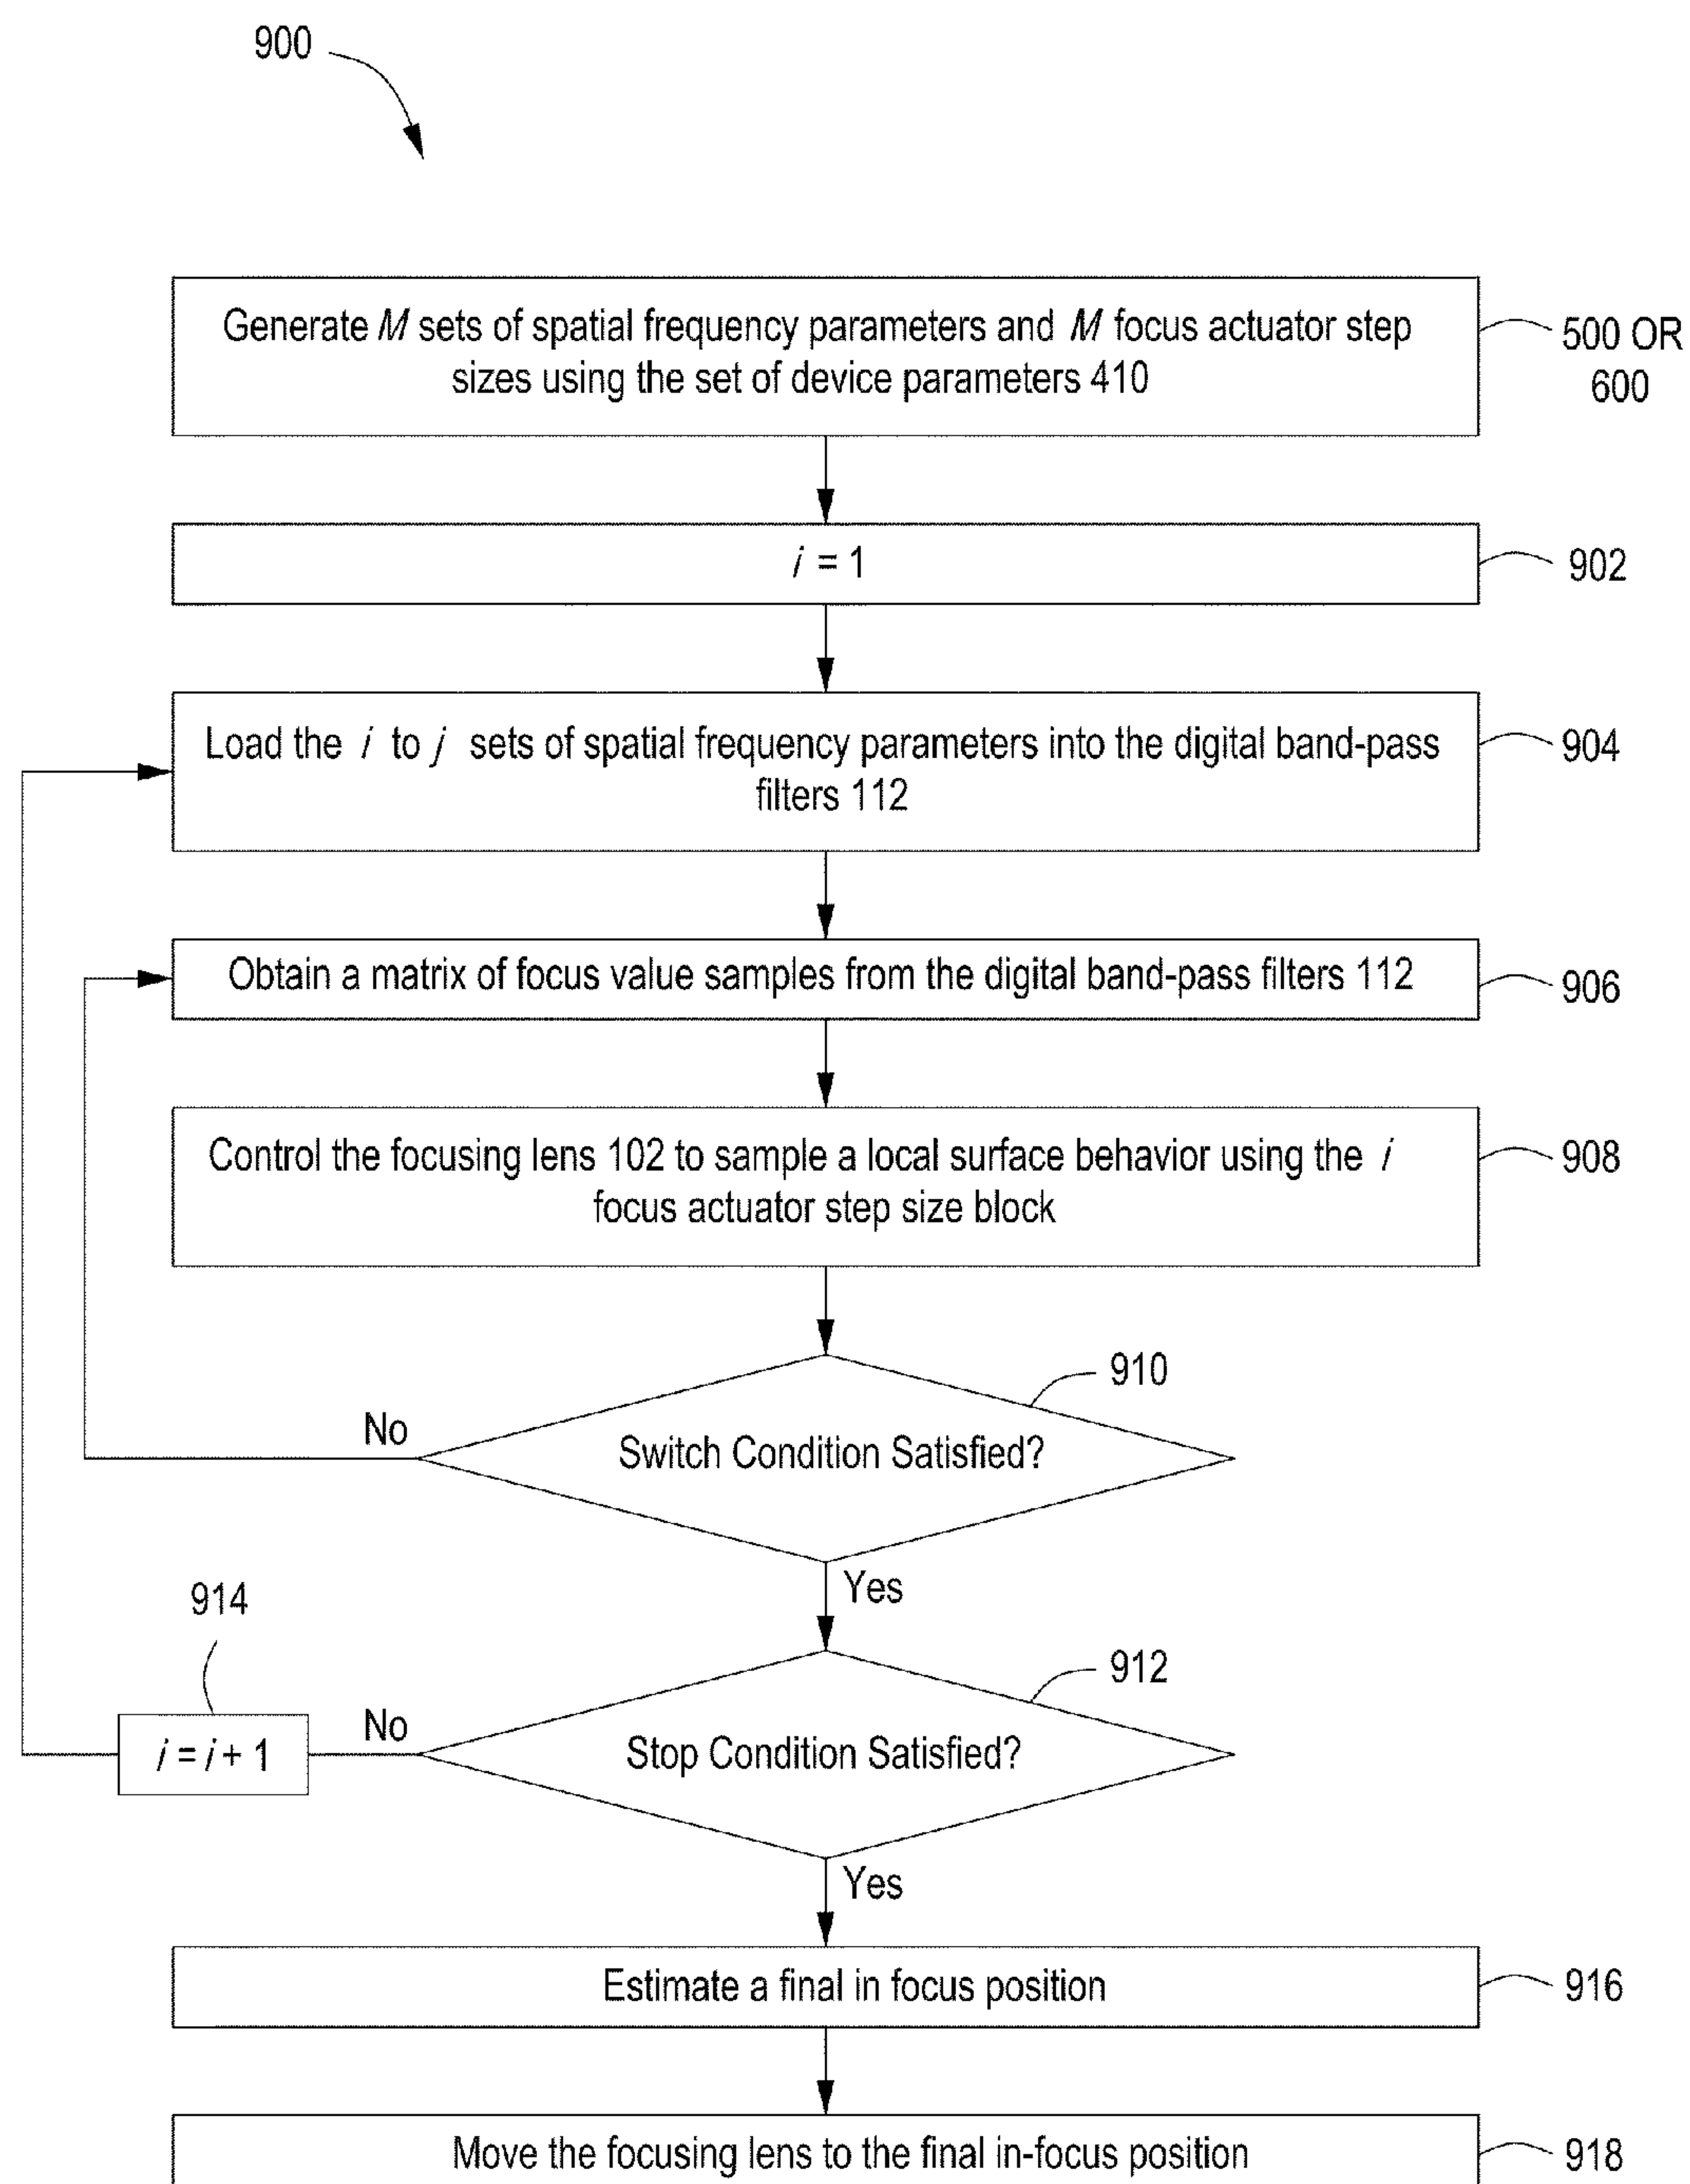 900
Generate M sets of spatial frequency parameters and M focus actuator step
sizes using the set of device parameters 410
500 OR
600
i = 1
902
Load the i to j sets of spatial frequency parameters into the digital band-pass
filters 112
904
Obtain a matrix of focus value samples from the digital band-pass filters 112
906
Control the focusing lens 102 to sample a local surface behavior using the i
focus actuator step size block
908
910
No
Switch Condition Satisfied?
Yes
914
912
No
i = i + 1
Stop Condition Satisfied?
Yes
Estimate a final in focus position
916
Move the focusing lens to the final in-focus position
918